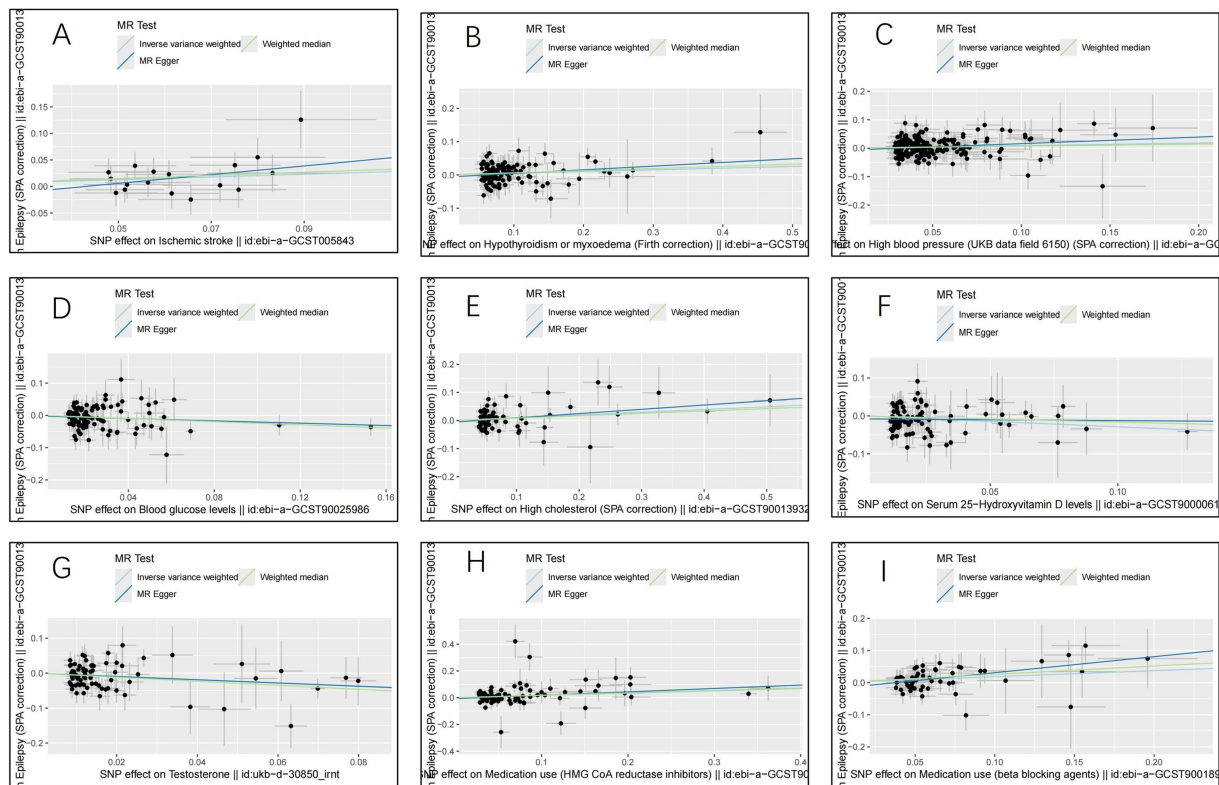 A
MR Test
Inverse variance weighted
Weighted median
MR Egger
n Epilepsy (SPA correction) || id:ebi-a-GCST90013
0.15
0.10
0.05
0.00
−0.05
0.05
0.07
0.09
SNP effect on Ischemic stroke || id:ebi-a-GCST005843
B
MR Test
Inverse variance weighted
Weighted median
MR Egger
n Epilepsy (SPA correction) || id:ebi-a-GCST90013
0.2
0.1
0.0
−0.1
0.1
0.2
0.3
0.4
0.5
NP effect on Hypothyroidism or myxoedema (Firth correction) || id:ebi-a-GCST90
C
MR Test
Inverse variance weighted
Weighted median
MR Egger
n Epilepsy (SPA correction) || id:ebi-a-GCST90013
0.2
0.1
0.0
−0.1
−0.2
0.05
0.10
0.15
0.20
ffect on High blood pressure (UKB data field 6150) (SPA correction) || id:ebi-a-GC
D
MR Test
Inverse variance weighted
Weighted median
MR Egger
n Epilepsy (SPA correction) || id:ebi-a-GCST90013
0.1
0.0
−0.1
−0.2
0.04
0.08
0.12
0.16
SNP effect on Blood glucose levels || id:ebi-a-GCST90025986
E
MR Test
Inverse variance weighted
Weighted median
MR Egger
n Epilepsy (SPA correction) || id:ebi-a-GCST90013
0.2
0.1
0.0
−0.1
0.1
0.2
0.3
0.4
0.5
SNP effect on High cholesterol (SPA correction) || id:ebi-a-GCST90013932
F
MR Test
Inverse variance weighted
Weighted median
MR Egger
Epilepsy (SPA correction) || id:ebi-a-GCST900
0.1
0.0
−0.1
0.05
0.10
SNP effect on Serum 25-Hydroxyvitamin D levels || id:ebi-a-GCST9000061
G
MR Test
Inverse variance weighted
Weighted median
MR Egger
n Epilepsy (SPA correction) || id:ebi-a-GCST90013
0.1
0.0
−0.1
−0.2
0.02
0.04
0.06
0.08
SNP effect on Testosterone || id:ukb-d-30850_irnt
H
MR Test
Inverse variance weighted
Weighted median
MR Egger
n Epilepsy (SPA correction) || id:ebi-a-GCST90013
0.4
0.2
0.0
−0.2
−0.4
0.1
0.2
0.3
0.4
NP effect on Medication use (HMG CoA reductase inhibitors) || id:ebi-a-GCST90
I
MR Test
Inverse variance weighted
Weighted median
MR Egger
n Epilepsy (SPA correction) || id:ebi-a-GCST90013
0.2
0.1
0.0
−0.1
−0.2
0.05
0.10
0.15
0.20
SNP effect on Medication use (beta blocking agents) || id:ebi-a-GCST900189